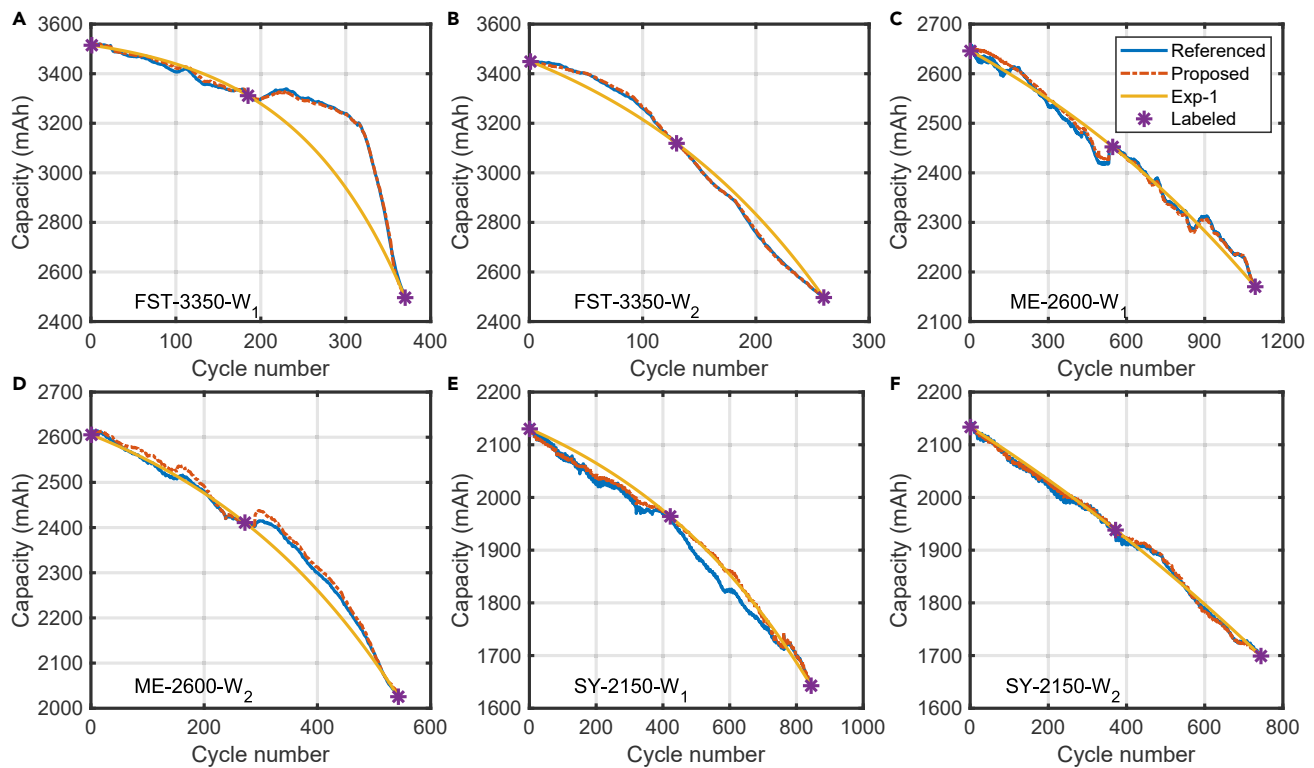 A
3600
3400
3200
3000
2800
2600
2400
Capacity (mAh)
FST-3350-W1
0 100 200 300 400
Cycle number
B
3600
3400
3200
3000
2800
2600
2400
Capacity (mAh)
FST-3350-W2
0 100 200 300
Cycle number
C
2700
2600
2500
2400
2300
2200
2100
Capacity (mAh)
Referenced
Proposed
Exp-1
Labeled
ME-2600-W1
0 300 600 900 1200
Cycle number
D
2700
2600
2500
2400
2300
2200
2100
2000
Capacity (mAh)
ME-2600-W2
0 200 400 600
Cycle number
E
2200
2100
2000
1900
1800
1700
1600
Capacity (mAh)
SY-2150-W1
0 200 400 600 800 1000
Cycle number
F
2200
2100
2000
1900
1800
1700
1600
Capacity (mAh)
SY-2150-W2
0 200 400 600 800
Cycle number